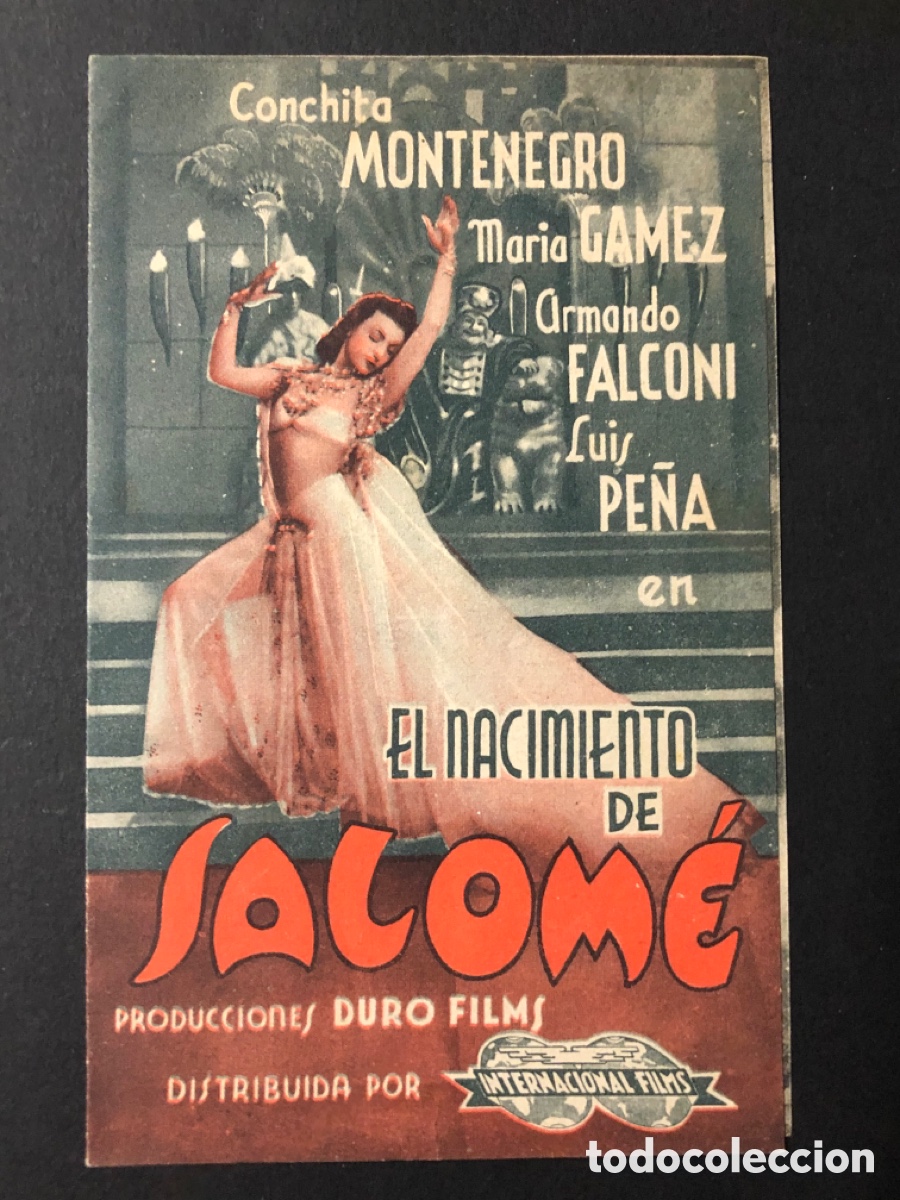 Conchita
MONTENEGRO
Maria GAMEZ
Armando
FALCONI
Luis
PEÑA
en
EL NACIMIENTO
DE
SALOMÉ
PRODUCCIONES DURO FILMS
DISTRIBUIDA POR
INTERNACIONAL FILMS
todocoleccion